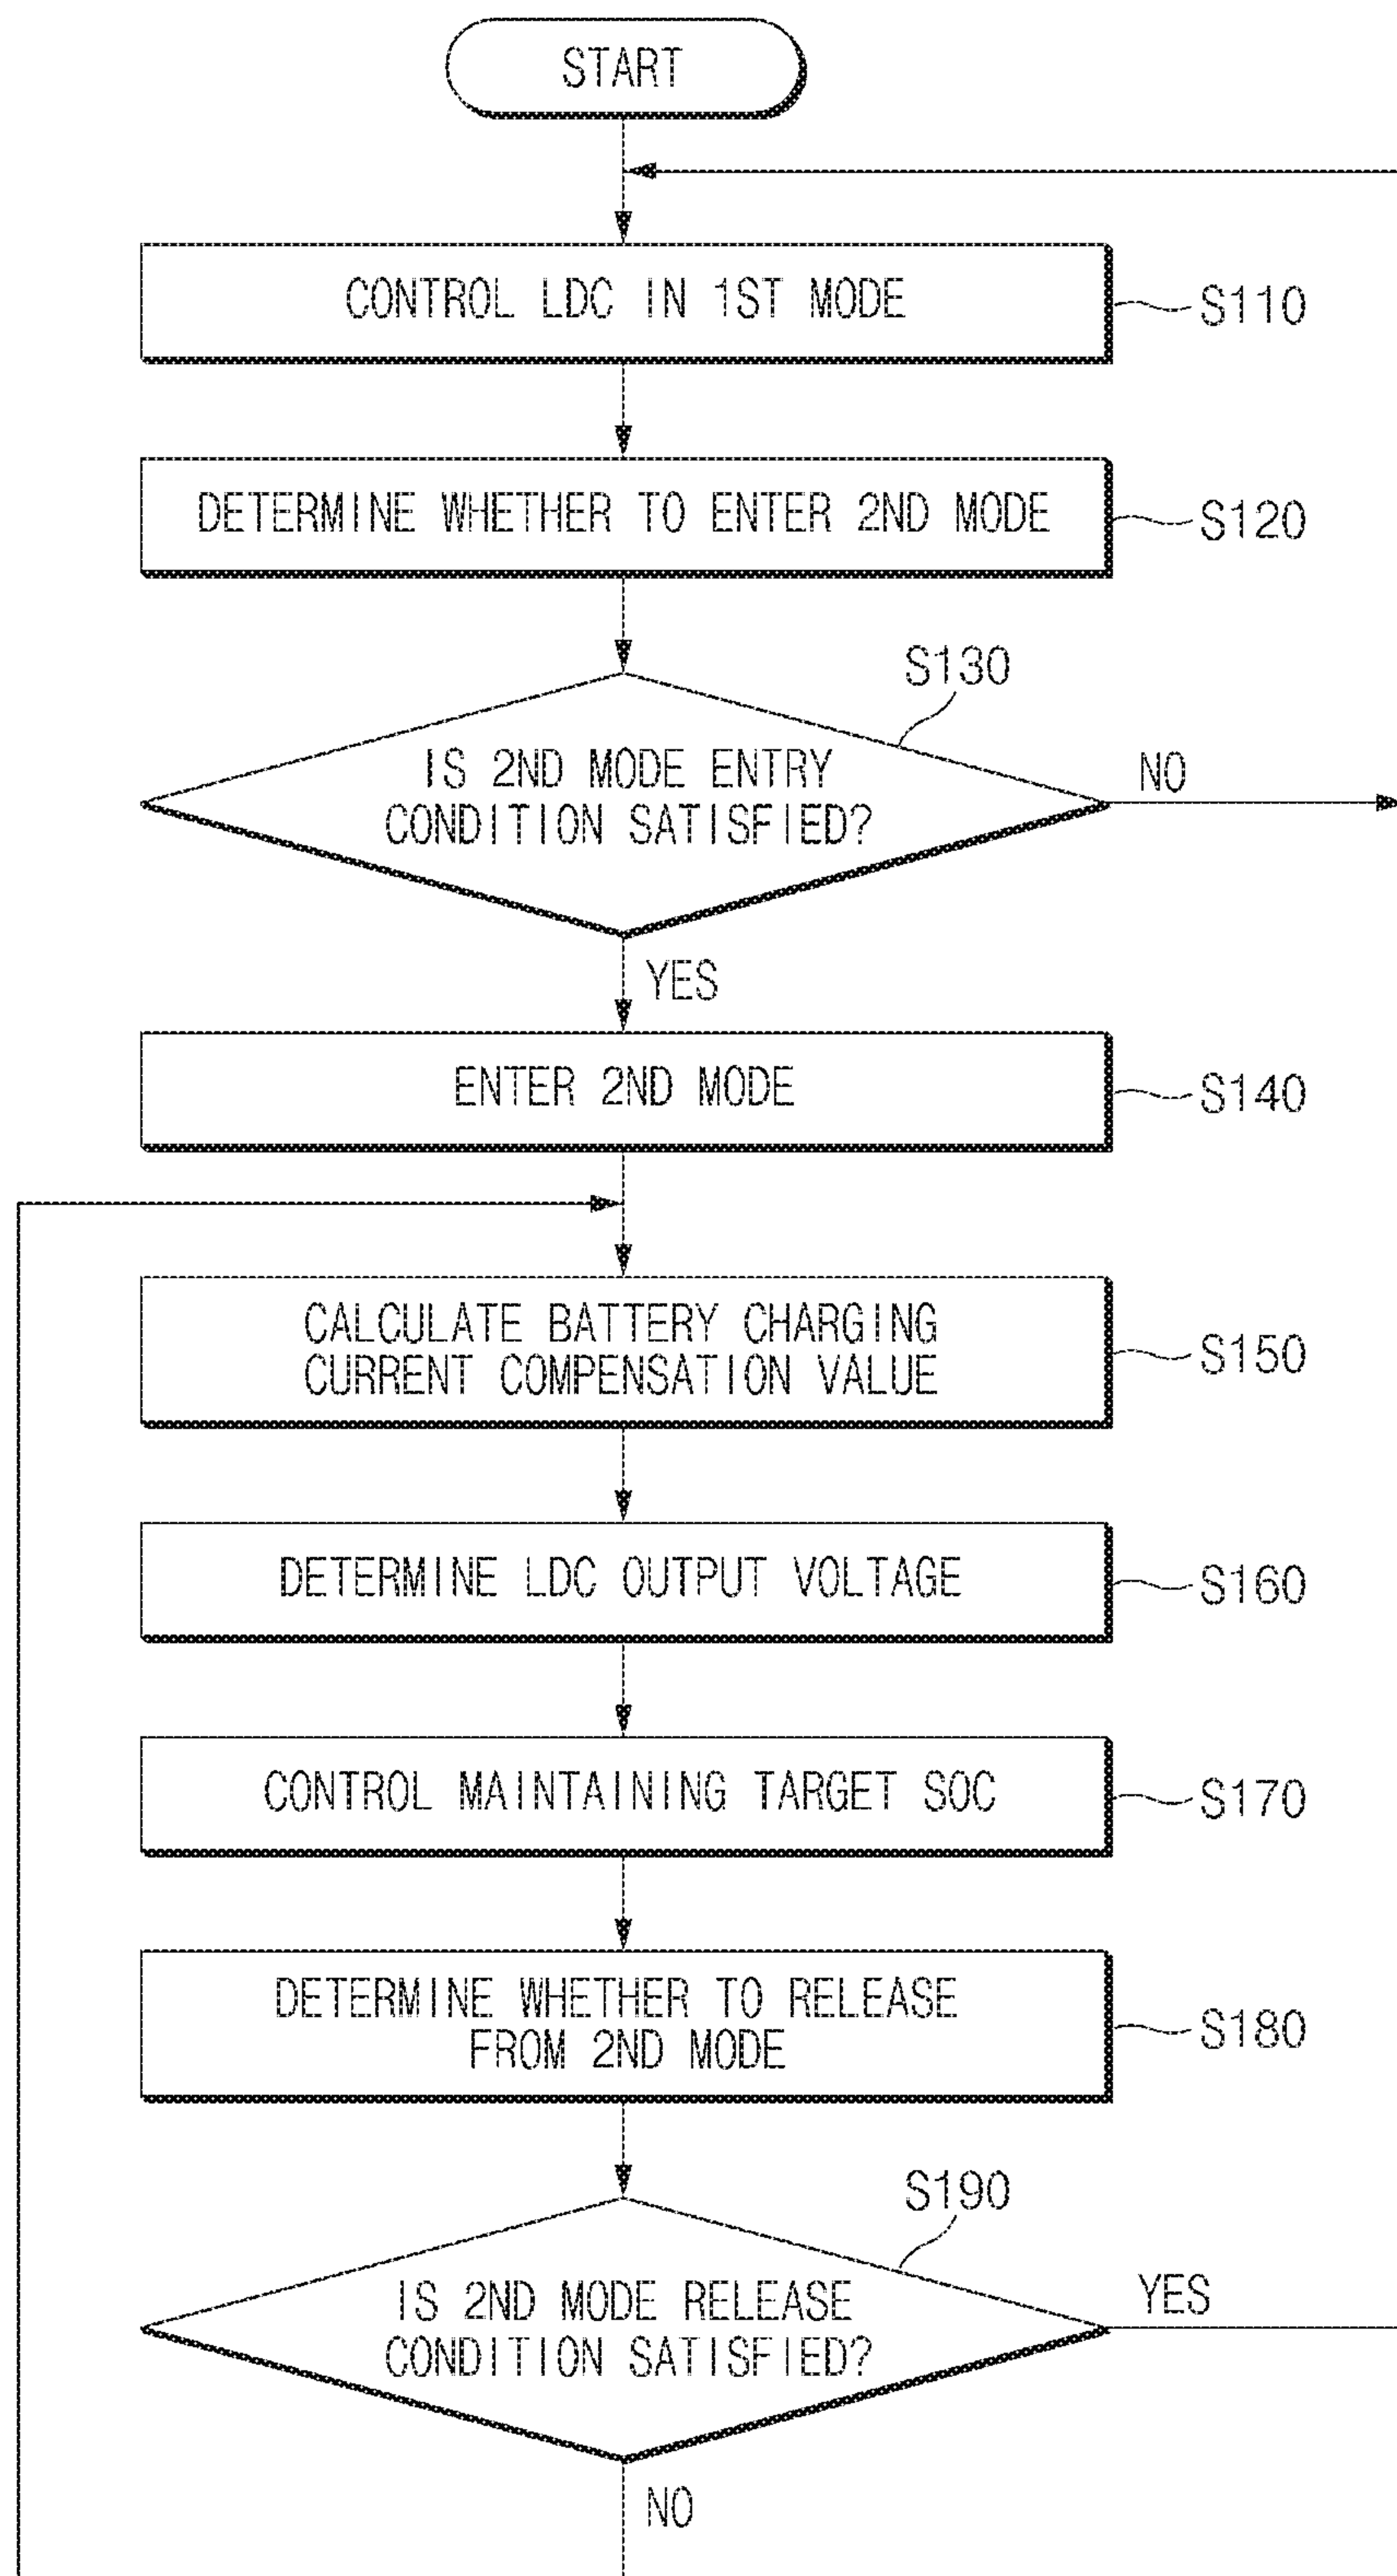 START
CONTROL LDC IN 1ST MODE
S110
DETERMINE WHETHER TO ENTER 2ND MODE
S120
S130
IS 2ND MODE ENTRY
CONDITION SATISFIED?
NO
YES
ENTER 2ND MODE
S140
CALCULATE BATTERY CHARGING
CURRENT COMPENSATION VALUE
S150
DETERMINE LDC OUTPUT VOLTAGE
S160
CONTROL MAINTAINING TARGET SOC
S170
DETERMINE WHETHER TO RELEASE
FROM 2ND MODE
S180
S190
IS 2ND MODE RELEASE
CONDITION SATISFIED?
YES
NO